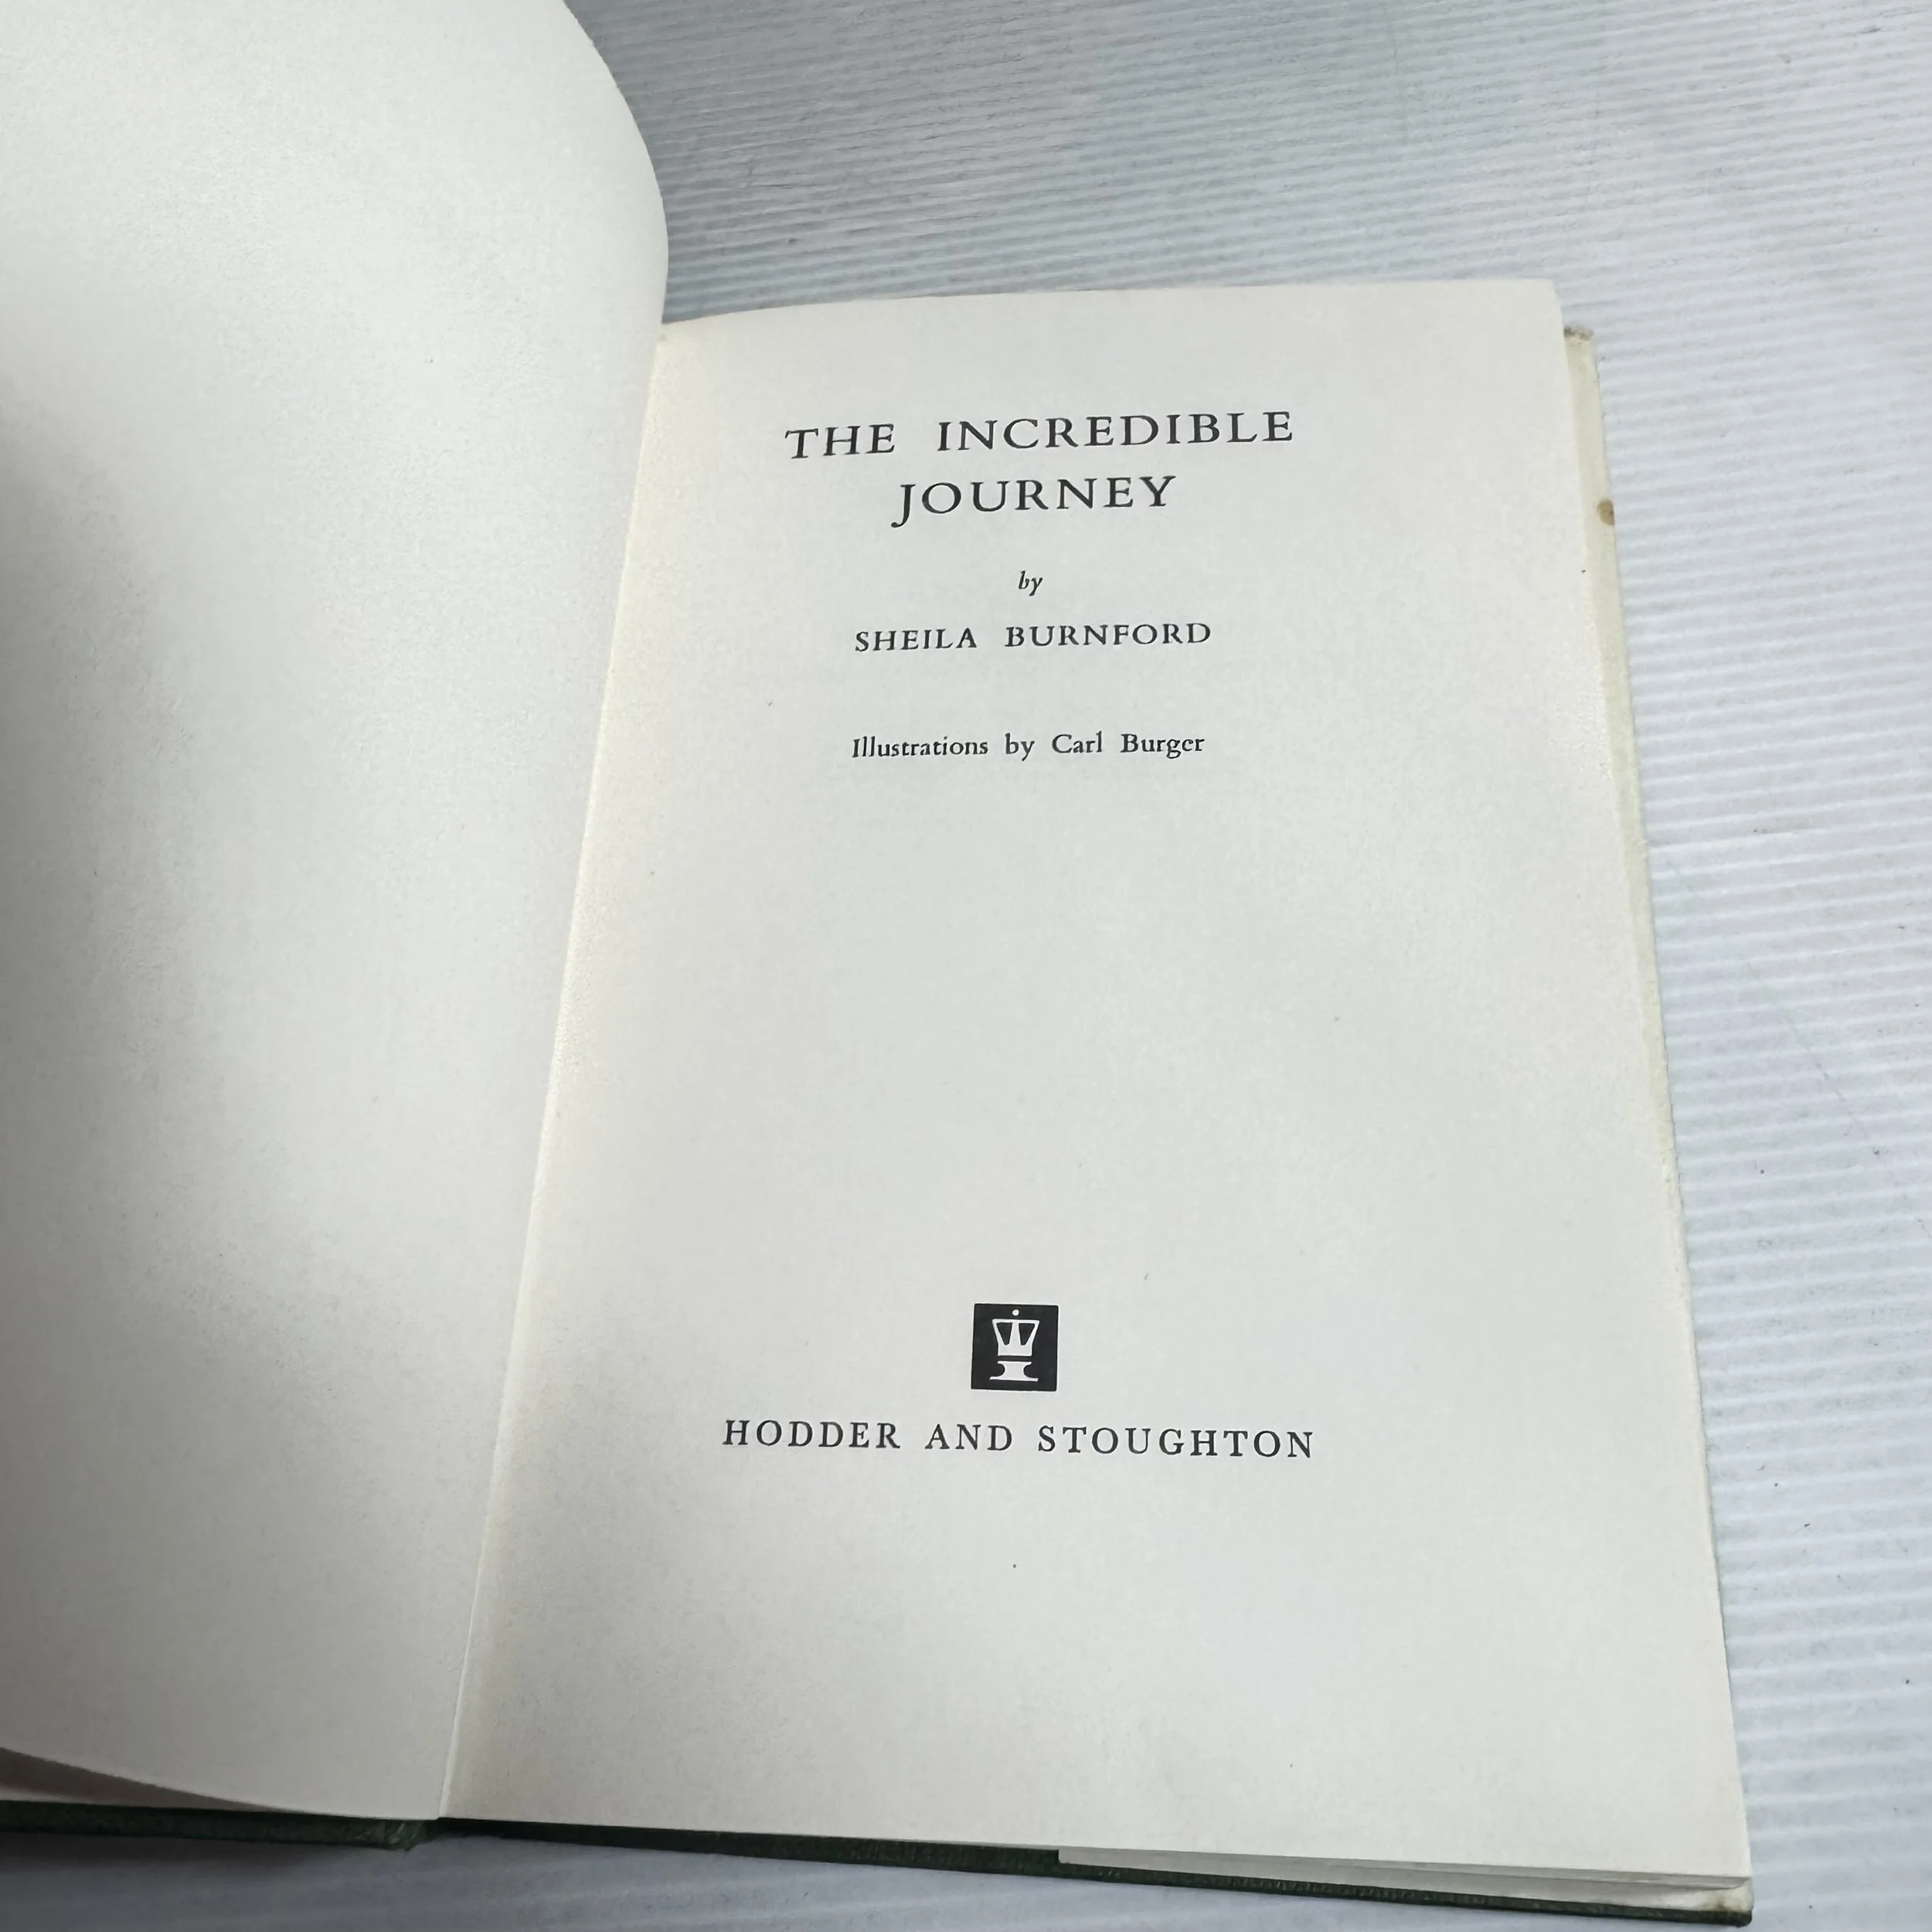 THE INCREDIBLE
JOURNEY
by
SHEILA BURNFORD
Illustrations by Carl Burger
HODDER AND STOUGHTON